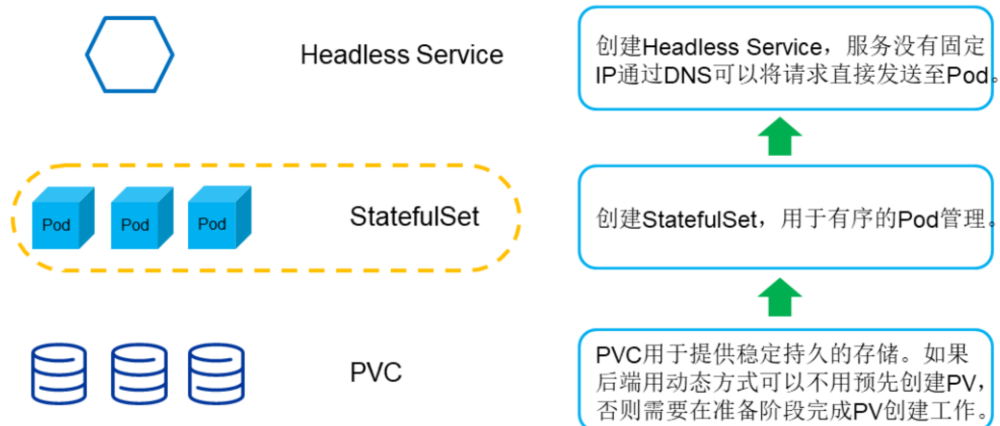 Headless Service
创建Headless Service，服务没有固定
IP通过DNS可以将请求直接发送至Pod。
Pod
Pod
Pod
StatefulSet
创建StatefulSet，用于有序的Pod管理。
PVC
PVC用于提供稳定持久的存储。如果
后端用动态方式可以不用预先创建PV，
否则需要在准备阶段完成PV创建工作。